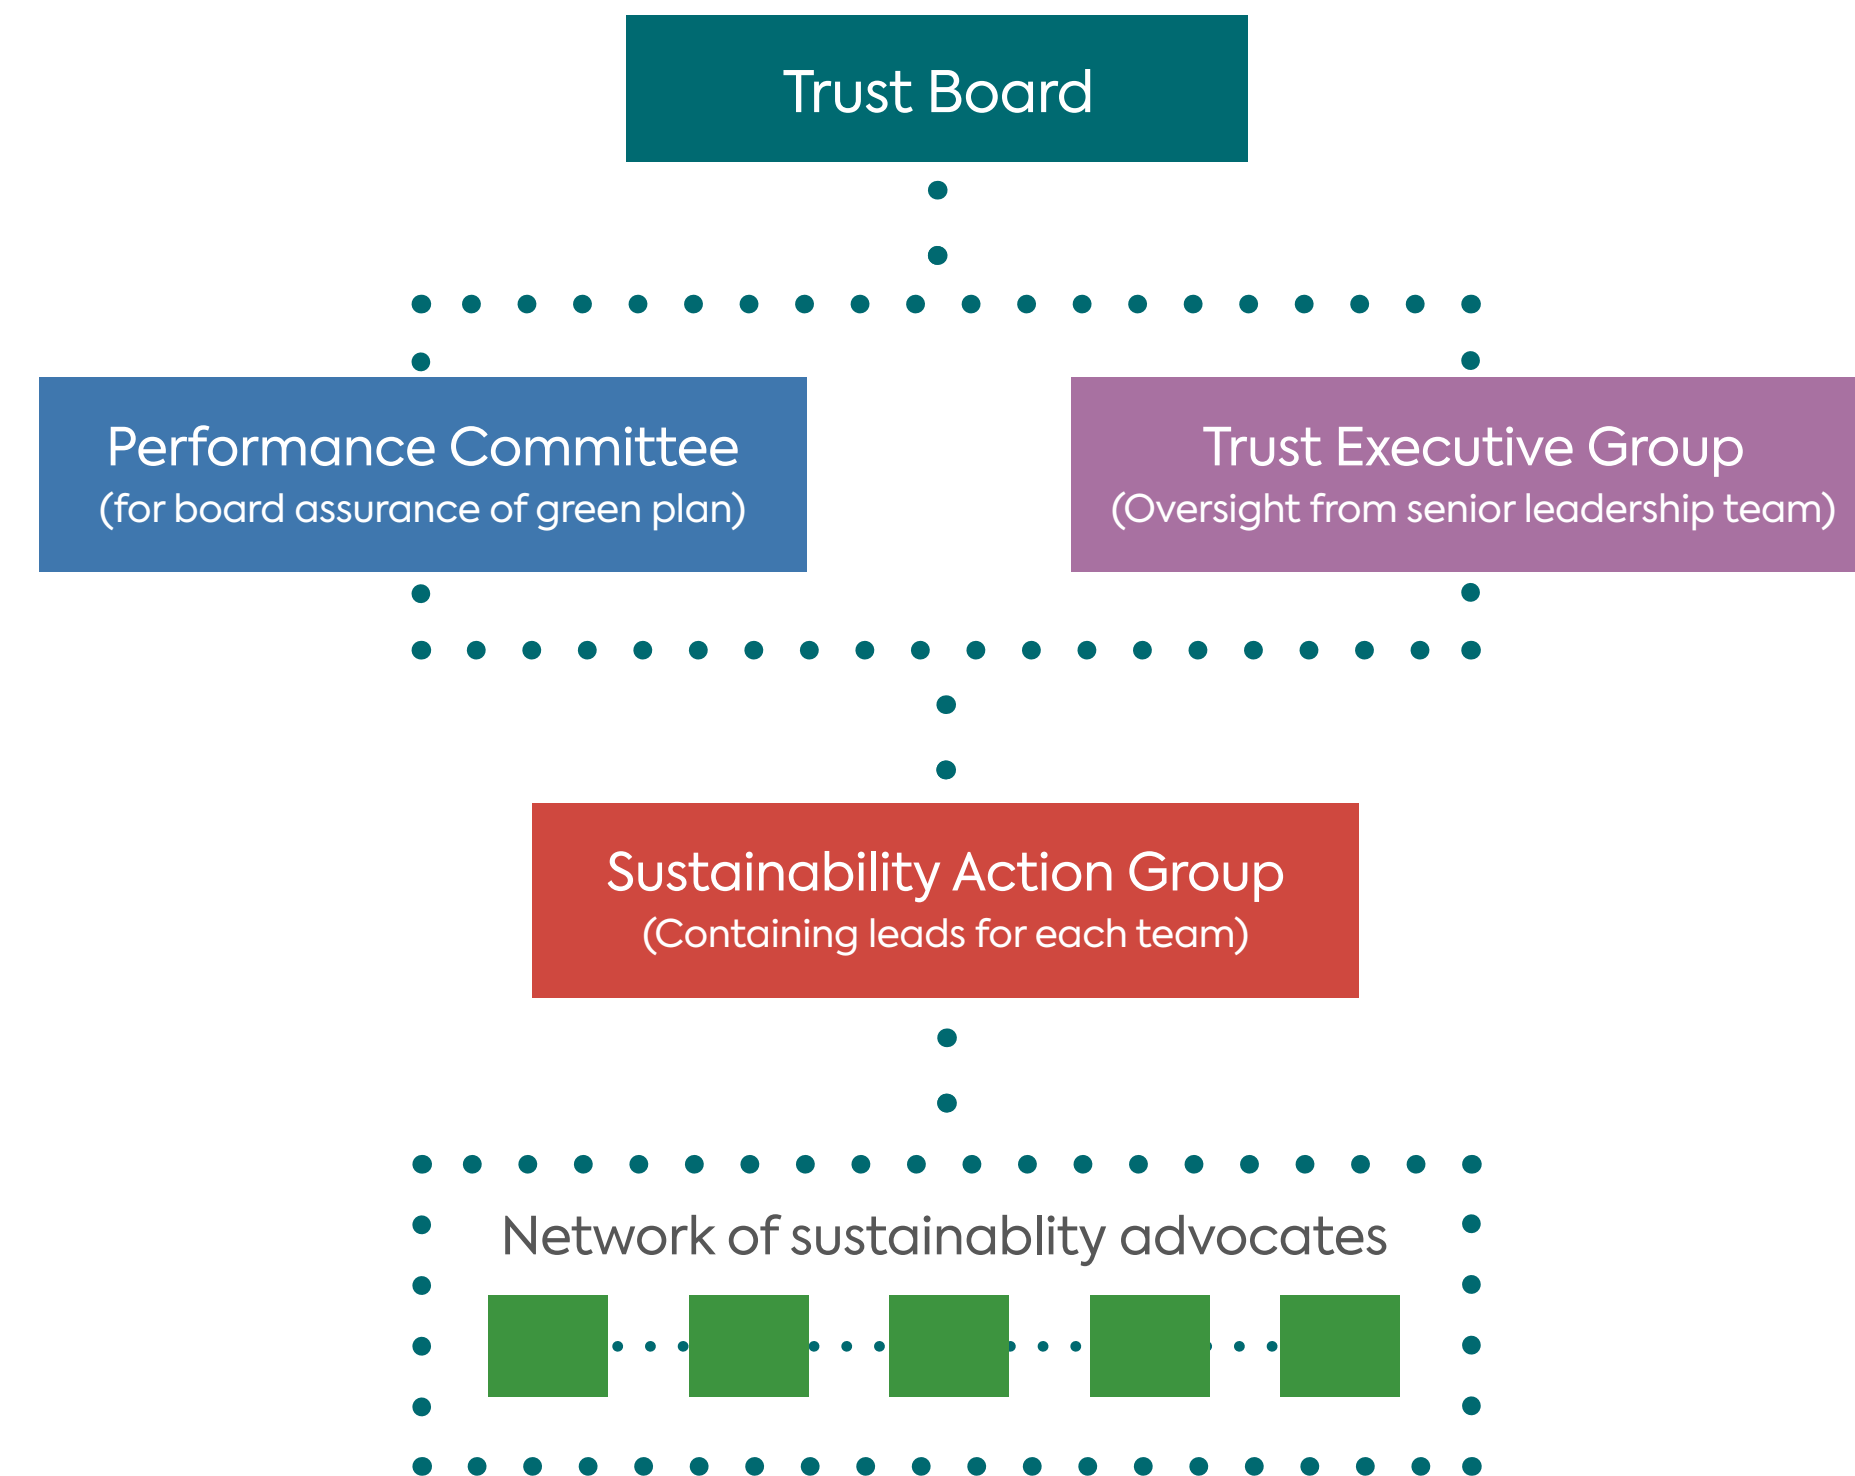 Trust Board
Performance Committee
(for board assurance of green plan)
Trust Executive Group
(Oversight from senior leadership team)
Sustainability Action Group
(Containing leads for each team)
Network of sustainablity advocates